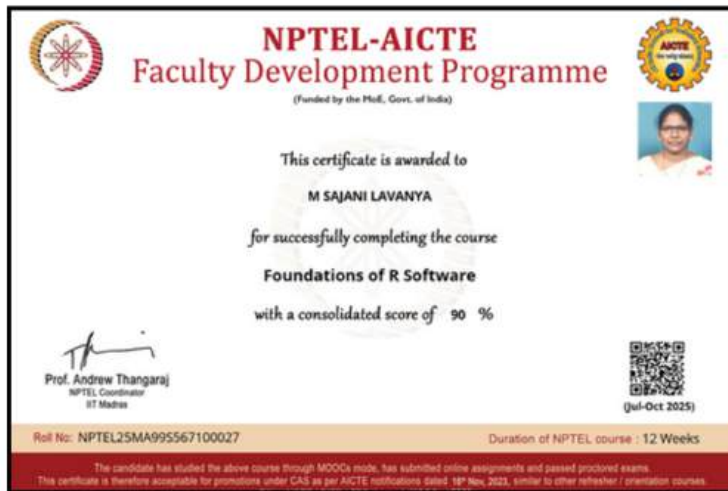 NPTEL-AICTE
AICTE
Faculty Development Programme
(Funded by the MoE, Govt. of India)
This certificate is awarded to
M SAJANI LAVANYA
for successfully completing the course
Foundations of R Software
with a consolidated score of 90 %
Prof. Andrew Thangaraj
NPTEL Coordinator
IIT Madras
(Jul-Oct 2025)
Roll No: NPTEL25MA99S567100027
Duration of NPTEL course : 12 Weeks
The candidate has studied the above course through MOOCs mode, has submitted online assignments and passed proctored exams.
This certificate is therefore acceptable for promotions under CAS as per AICTE notifications dated 16th Nov, 2023, similar to other refresher / orientation courses.